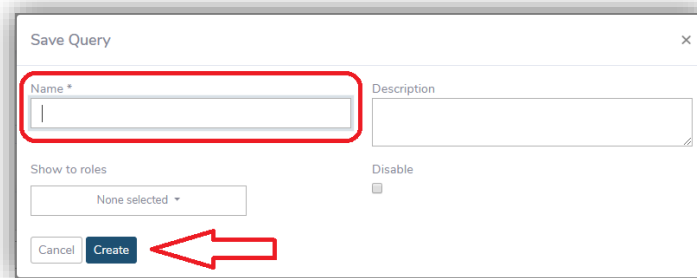 Save Query ×
Name * Description
Show to roles Disable
None selected
Cancel Create